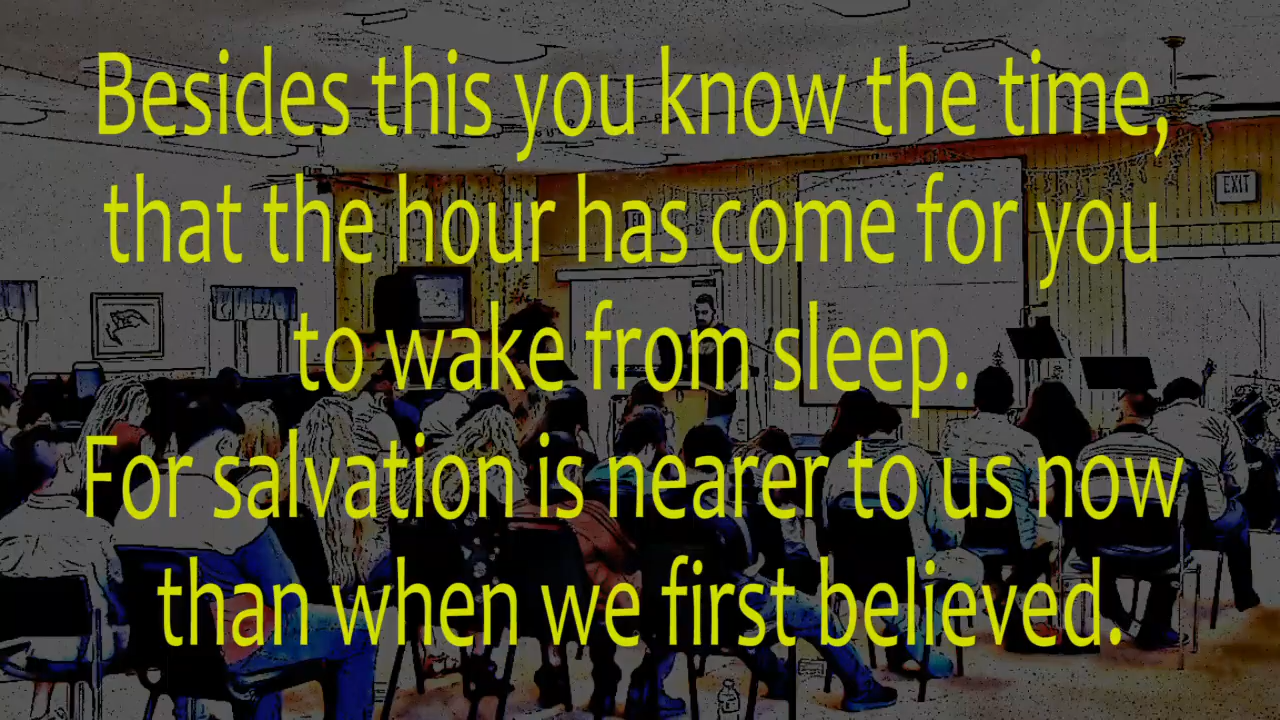 Besides this you know the time,
EXIT
that the hour has come for you
to wake from sleep.
For salvation is nearer to us now
than when we first believed.